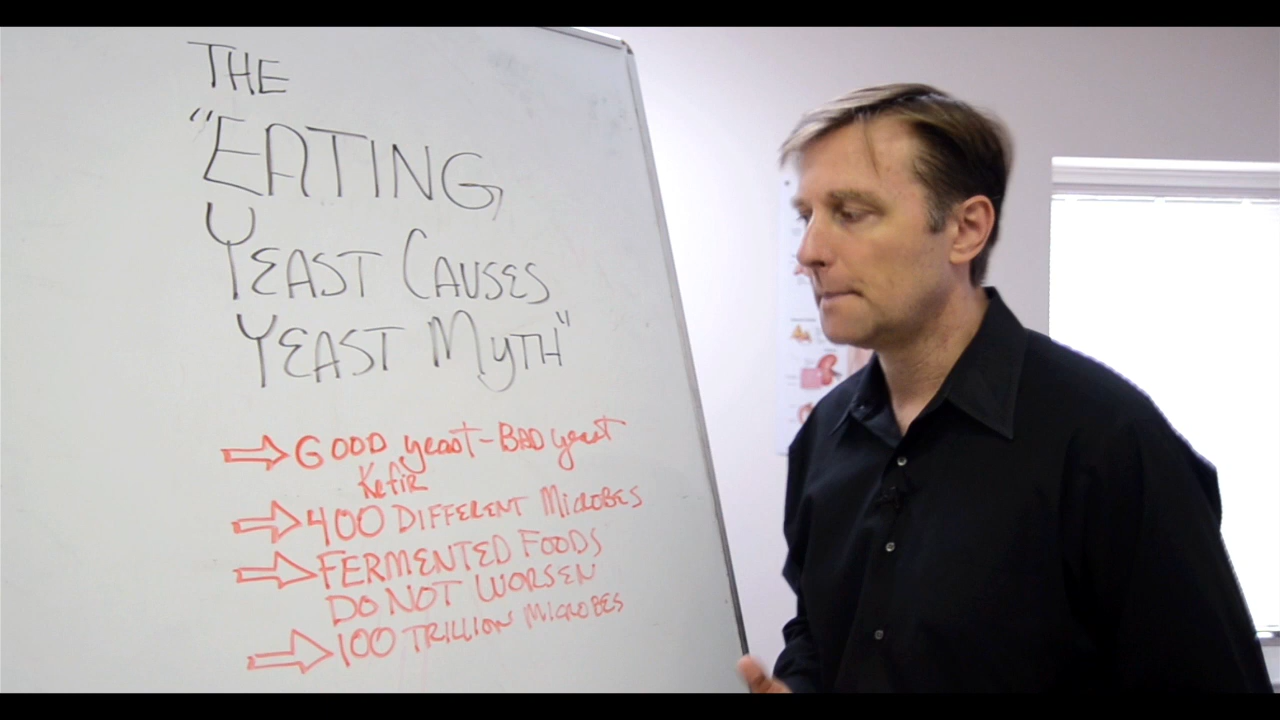 THE
"EATING
YEAST CAUSES
YEAST MYTH"
GOOD yeast - BAD yeast
Kefir
400 DIFFERENT MICROBES
FERMENTED FOODS
DO NOT WORSEN
100 TRILLION MICROBES